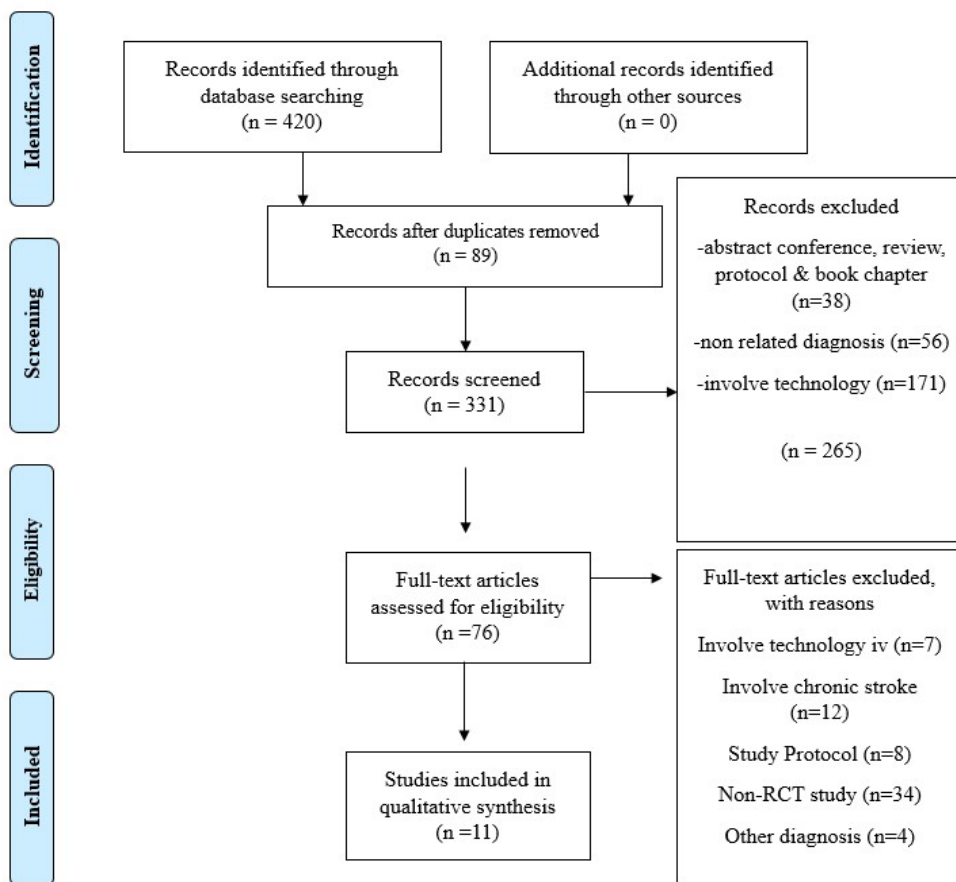 Identification
Records identified through
database searching
(n = 420)
Additional records identified
through other sources
(n = 0)
Records after duplicates removed
(n = 89)
Screening
Records screened
(n = 331)
Records excluded
-abstract conference, review,
protocol & book chapter
(n=38)
-non related diagnosis (n=56)
-involve technology (n=171)
(n = 265)
Eligibility
Full-text articles
assessed for eligibility
(n =76)
Full-text articles excluded,
with reasons
Involve technology iv (n=7)
Involve chronic stroke
(n=12)
Study Protocol (n=8)
Non-RCT study (n=34)
Other diagnosis (n=4)
Included
Studies included in
qualitative synthesis
(n =11)